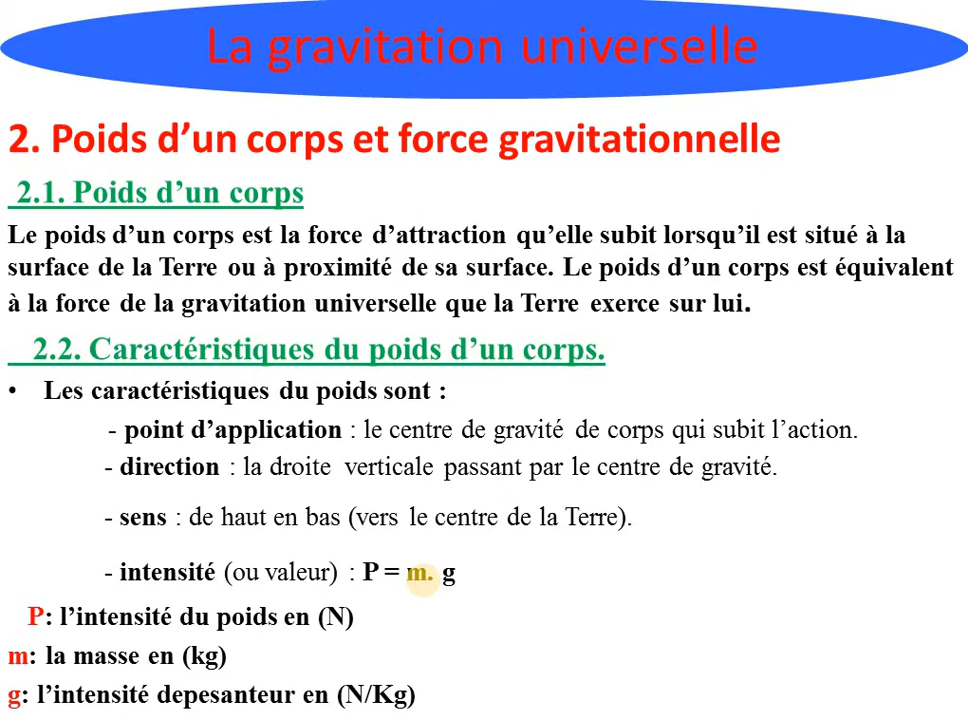 La gravitation universelle
2. Poids d’un corps et force gravitationnelle
2.1. Poids d’un corps
Le poids d’un corps est la force d’attraction qu’elle subit lorsqu’il est situé à la
surface de la Terre ou à proximité de sa surface. Le poids d’un corps est équivalent
à la force de la gravitation universelle que la Terre exerce sur lui.
2.2. Caractéristiques du poids d’un corps.
• Les caractéristiques du poids sont :
- point d’application : le centre de gravité de corps qui subit l’action.
- direction : la droite verticale passant par le centre de gravité.
- sens : de haut en bas (vers le centre de la Terre).
- intensité (ou valeur) : P = m. g
P: l’intensité du poids en (N)
m: la masse en (kg)
g: l’intensité depesanteur en (N/Kg)